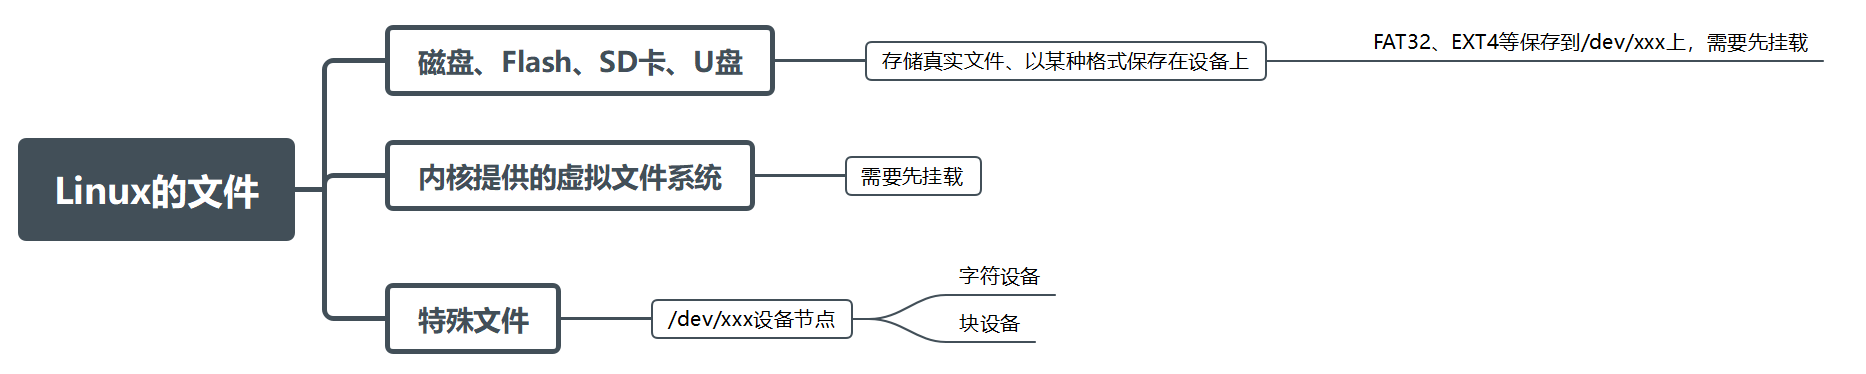 Linux的文件
磁盘、Flash、SD卡、U盘
存储真实文件、以某种格式保存在设备上
FAT32、EXT4等保存到/dev/xxx上，需要先挂载
内核提供的虚拟文件系统
需要先挂载
特殊文件
/dev/xxx设备节点
字符设备
块设备